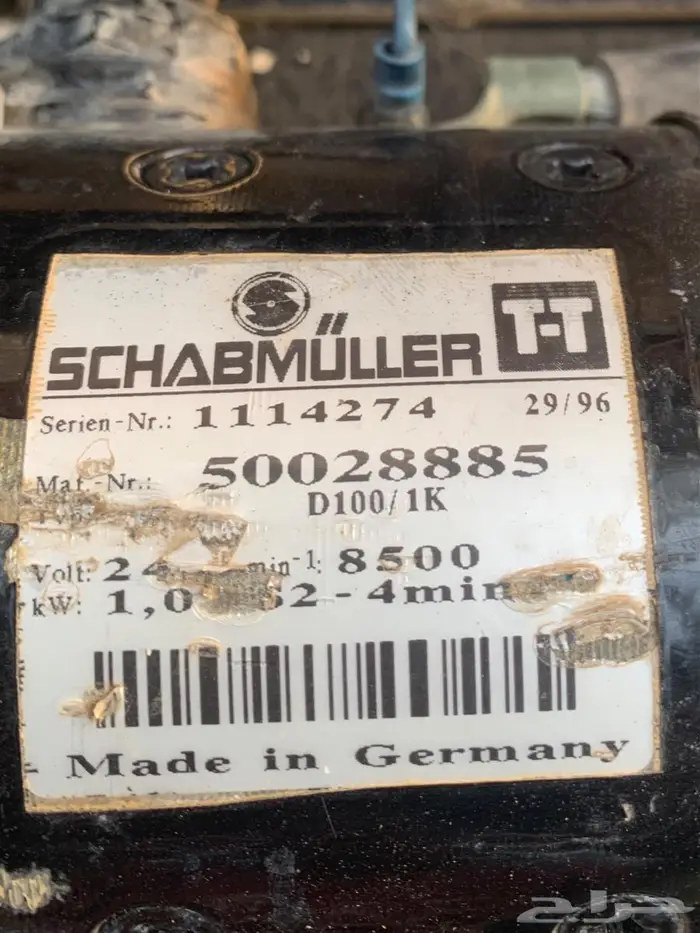 S
SCHABMÜLLER
T-T
Serien-Nr.: 1114274 29/96
Mat.-Nr.: 50028885
D100/1K
Volt: 24 min-1: 8500
kW: 1,0 - 4min
- Made in Germany
حراج